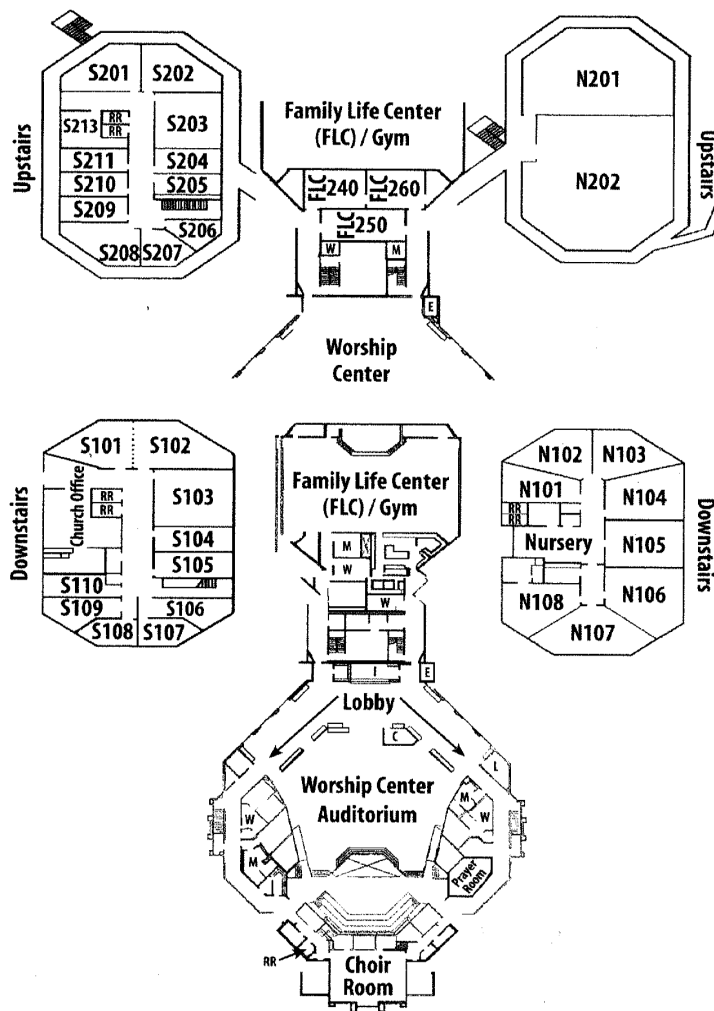 S201
S202
S213
RR
RR
S203
S211
S204
S210
S205
S209
S206
S208
S207
Upstairs
Family Life Center
(FLC) / Gym
FLC
240
FLC
260
FLC
250
W
M
E
Worship
Center
N201
N202
Upstairs
S101
S102
Church Office
RR
RR
S103
S104
S105
S110
S109
S106
S108
S107
Downstairs
Family Life Center
(FLC) / Gym
M
W
W
I
E
N102
N103
N101
N104
RR
RR
Nursery
N105
N108
N106
N107
Downstairs
Lobby
C
L
Worship Center
Auditorium
W
M
M
W
Prayer
Room
RR
Choir
Room